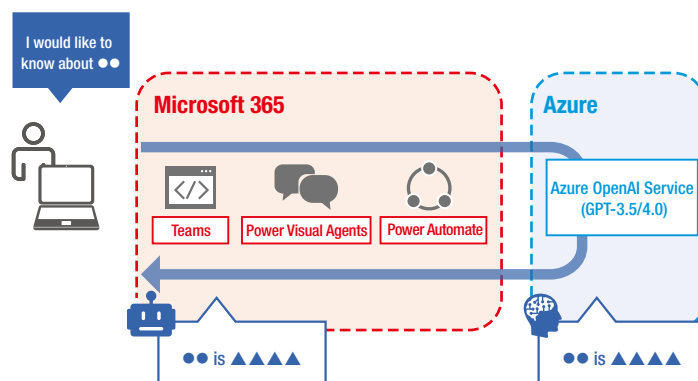 I would like to
know about ●●
Microsoft 365
Azure
Teams
Power Visual Agents
Power Automate
Azure OpenAI Service
(GPT-3.5/4.0)
●● is ▲▲▲▲
●● is ▲▲▲▲